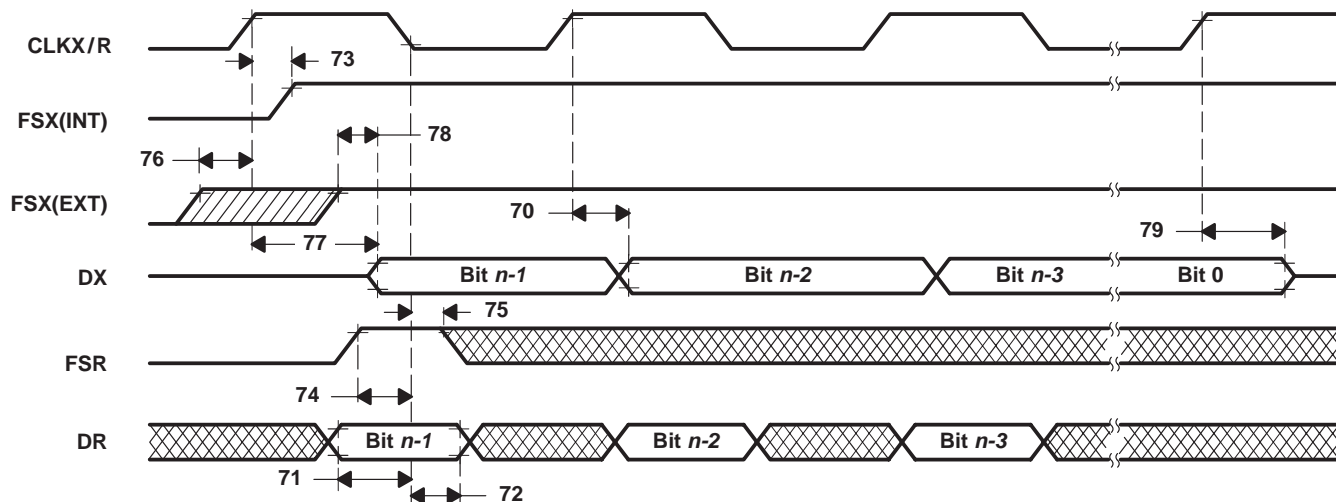 CLKX/R
73
FSX(INT)
78
76
FSX(EXT)
70
79
77
DX
Bit n-1
Bit n-2
Bit n-3
Bit 0
75
FSR
74
DR
Bit n-1
Bit n-2
Bit n-3
71
72